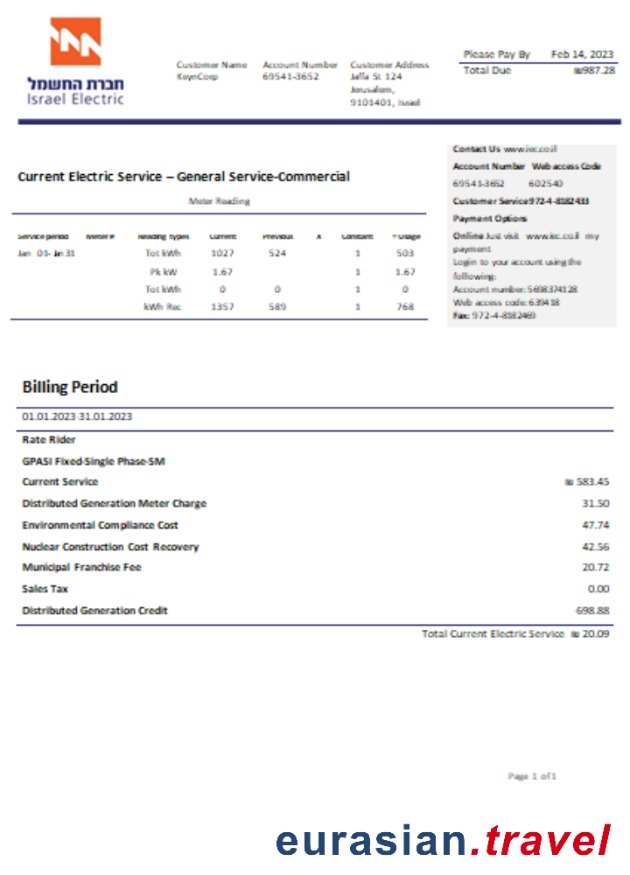 חברת החשמל
Israel Electric
Customer Name Account Number Customer Address
KeynCorp 69541-3652 Jaffa St 124
Jerusalem,
9101401, Israel
Please Pay By Feb 14, 2023
Total Due ₪987.28
Current Electric Service – General Service-Commercial
Meter Reading
Service period Meter # Reading types Current Previous X Constant = Usage
Jan 01- Jn 31 Tot kWh 1027 524 1 503
Pk kW 1.67 1 1.67
Tot kWh 0 0 1 0
kWh Rec 1357 589 1 768
Contact Us www.iec.co.il
Account Number Web access Code
69541-3652 602540
Customer Service 972-4-8182433
Payment Options
Online Just visit www.iec.co.il my
payment
Login to your account using the
following:
Account number: 5698374128
Web access code: 639418
Fax: 972-4-8182469
Billing Period
01.01.2023 31.01.2023
Rate Rider
GPASI Fixed-Single Phase-SM
Current Service ₪ 583.45
Distributed Generation Meter Charge 31.50
Environmental Compliance Cost 47.74
Nuclear Construction Cost Recovery 42.56
Municipal Franchise Fee 20.72
Sales Tax 0.00
Distributed Generation Credit -698.88
Total Current Electric Service ₪ 20.09
Page 1 of 1
eurasian.travel